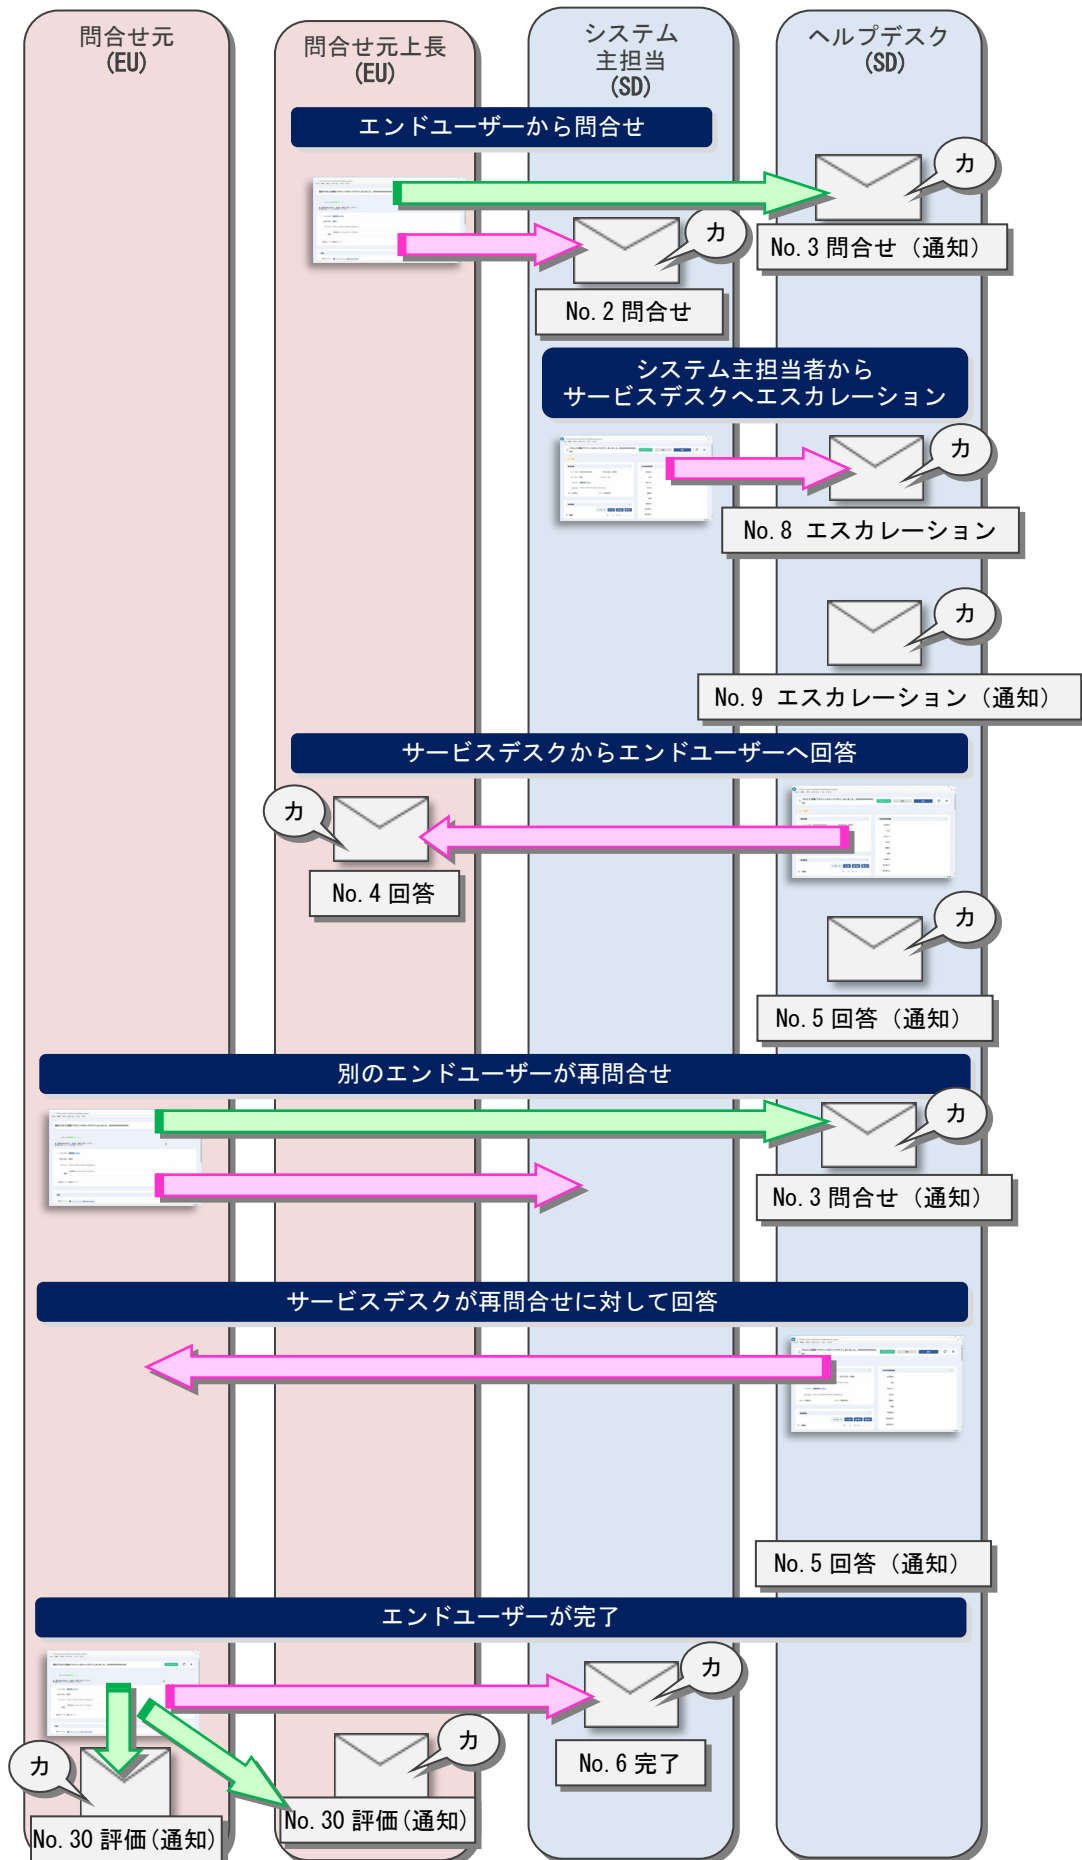 問合せ元
(EU)
問合せ元上長
(EU)
システム
主担当
(SD)
ヘルプデスク
(SD)
エンドユーザーから問合せ
カ
No.3 問合せ（通知）
カ
No.2 問合せ
システム主担当者から
サービスデスクへエスカレーション
カ
No.8 エスカレーション
カ
No.9 エスカレーション（通知）
サービスデスクからエンドユーザーへ回答
カ
No.4 回答
カ
No.5 回答（通知）
別のエンドユーザーが再問合せ
カ
No.3 問合せ（通知）
サービスデスクが再問合せに対して回答
No.5 回答（通知）
エンドユーザーが完了
カ
No.6 完了
カ
No.30 評価(通知)
カ
No.30 評価(通知)